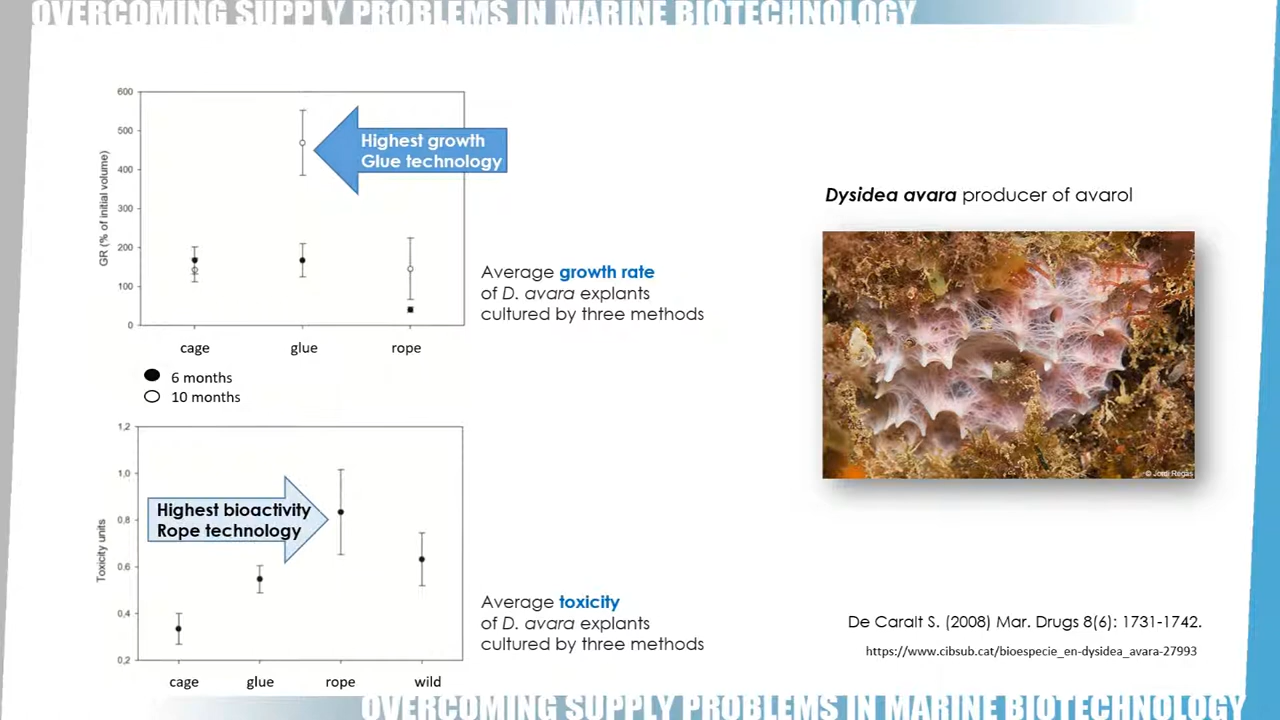 OVERCOMING SUPPLY PROBLEMS IN MARINE BIOTECHNOLOGY
600
500
400
300
200
100
0
GR (% of initial volume)
Highest growth
Glue technology
cage glue rope
6 months
10 months
Average growth rate
of D. avara explants
cultured by three methods
1,2
1,0
0,8
0,6
0,4
0,2
Toxicity units
Highest bioactivity
Rope technology
cage glue rope wild
Average toxicity
of D. avara explants
cultured by three methods
Dysidea avara producer of avarol
© Jordi Regàs
De Caralt S. (2008) Mar. Drugs 8(6): 1731-1742.
https://www.cibsub.cat/bioespecie_en-dysidea_avara-27993
OVERCOMING SUPPLY PROBLEMS IN MARINE BIOTECHNOLOGY